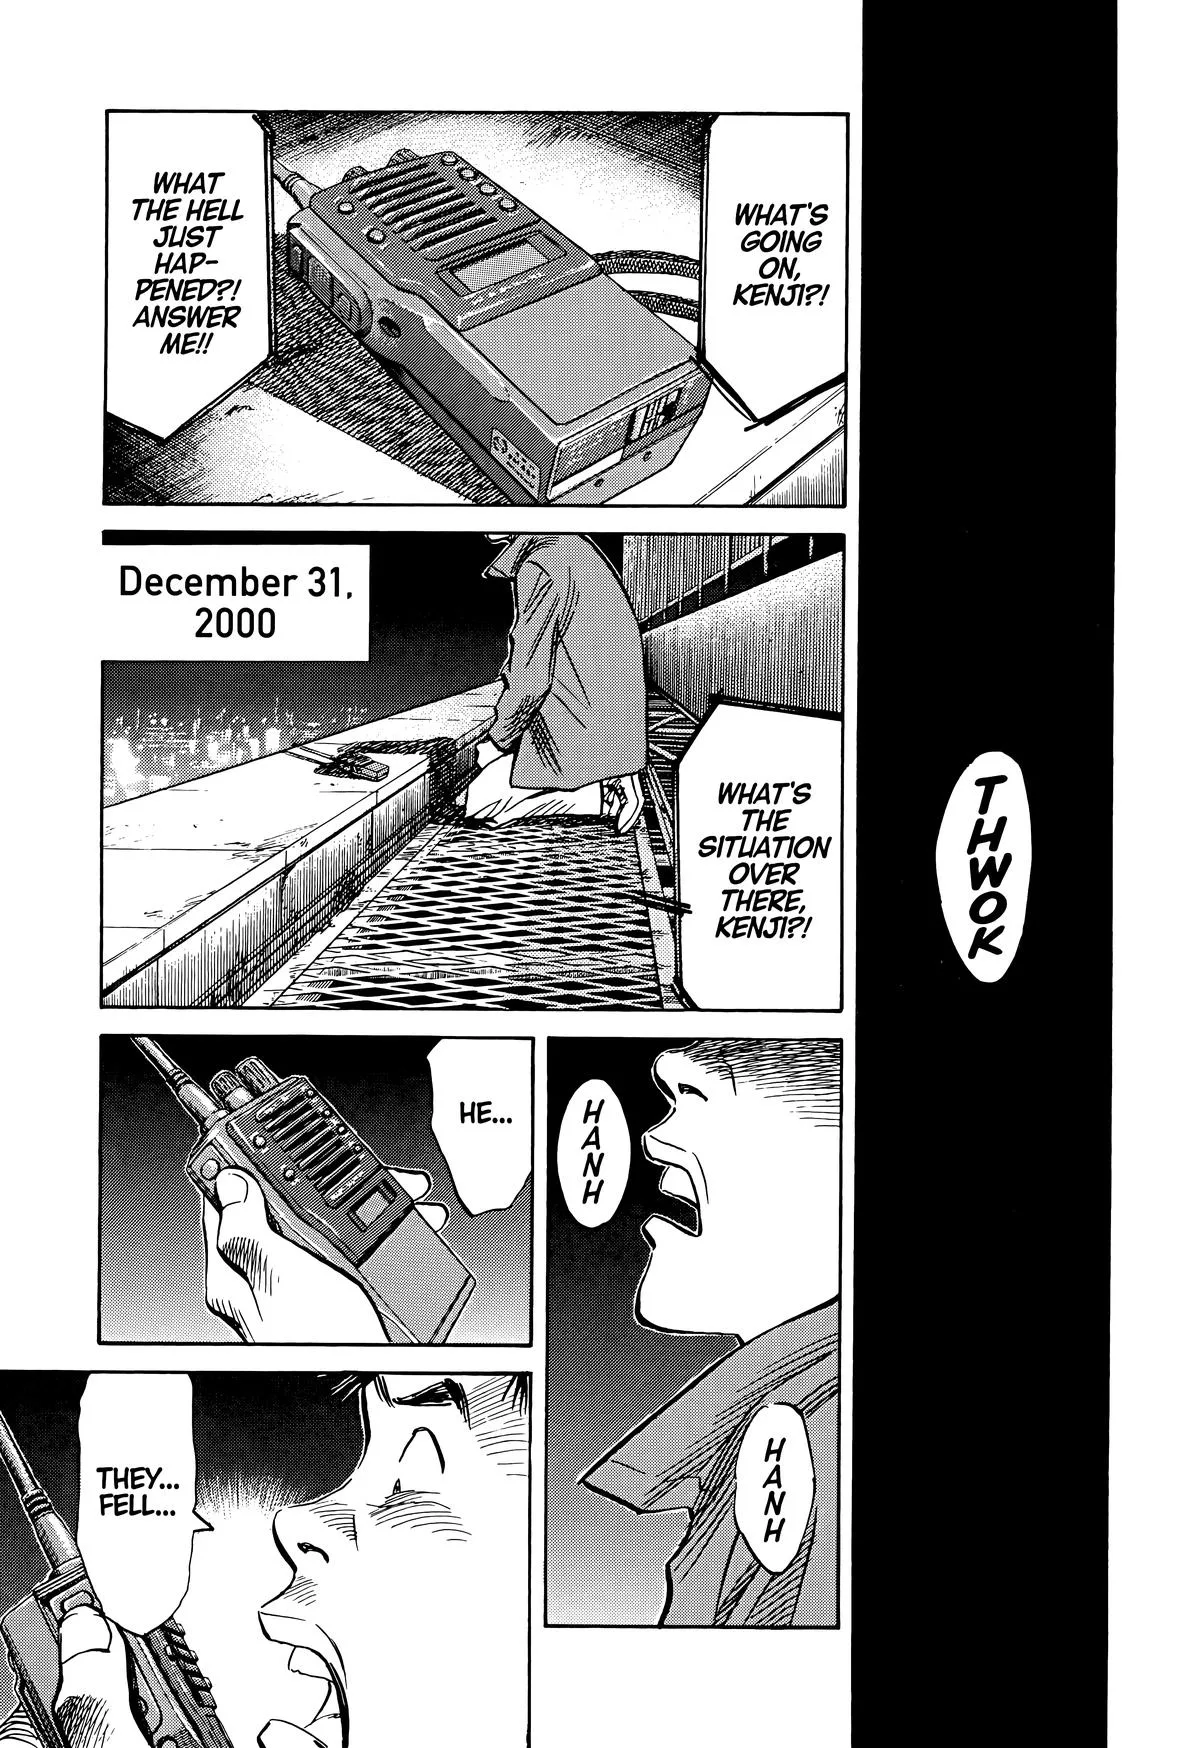 THWOK
WHAT'S
GOING
ON,
KENJI?!
WHAT
THE HELL
JUST
HAP-
PENED?!
ANSWER
ME!!
December 31,
2000
WHAT'S
THE
SITUATION
OVER
THERE,
KENJI?!
HANH
HANH
HE...
THEY...
FELL...